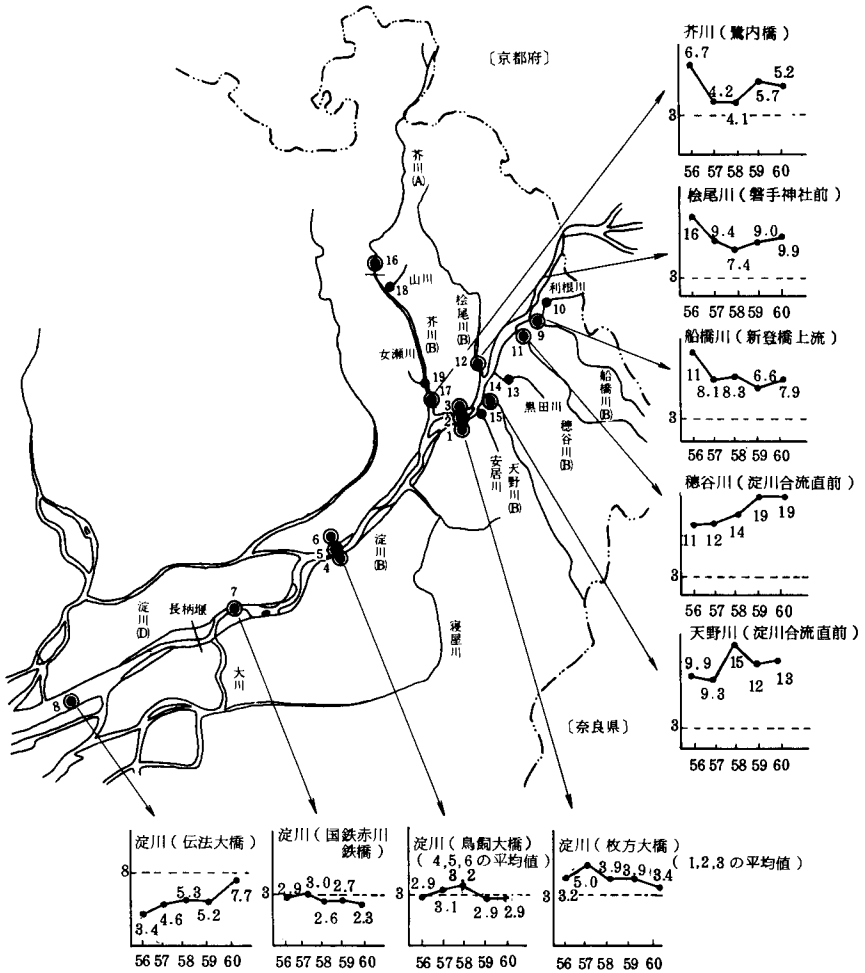 〔京都府〕
芥川(A)
16
山川
18
芥川(B)
女瀬川
19
17
桧尾川(B)
12
利根川
10
9
11
船橋川(B)
14
13
黒田川
穂谷川(B)
15
3
2
1
安居川
天野川(B)
6
5
4
淀川(B)
7
長柄堰
淀川(D)
大川
寝屋川
8
〔奈良県〕
芥川(鷺内橋)
6.7
4.2
4.1
5.7
5.2
3
56 57 58 59 60
桧尾川(磐手神社前)
16
9.4
7.4
9.0
9.9
3
56 57 58 59 60
船橋川(新登橋上流)
11
8.1
8.3
6.6
7.9
3
56 57 58 59 60
穂谷川(淀川合流直前)
11
12
14
19
19
3
56 57 58 59 60
天野川(淀川合流直前)
9.9
9.3
15
12
13
3
56 57 58 59 60
淀川(伝法大橋)
8
3.4
4.6
5.3
5.2
7.7
56 57 58 59 60
淀川(国鉄赤川
鉄橋)
3
2.9
3.0
2.6
2.7
2.3
56 57 58 59 60
淀川(鳥飼大橋)
(4,5,6の平均値)
3
2.9
3.1
3.2
2.9
2.9
56 57 58 59 60
淀川(枚方大橋)
(1,2,3の平均値)
3
3.2
5.0
3.9
3.9
3.4
56 57 58 59 60